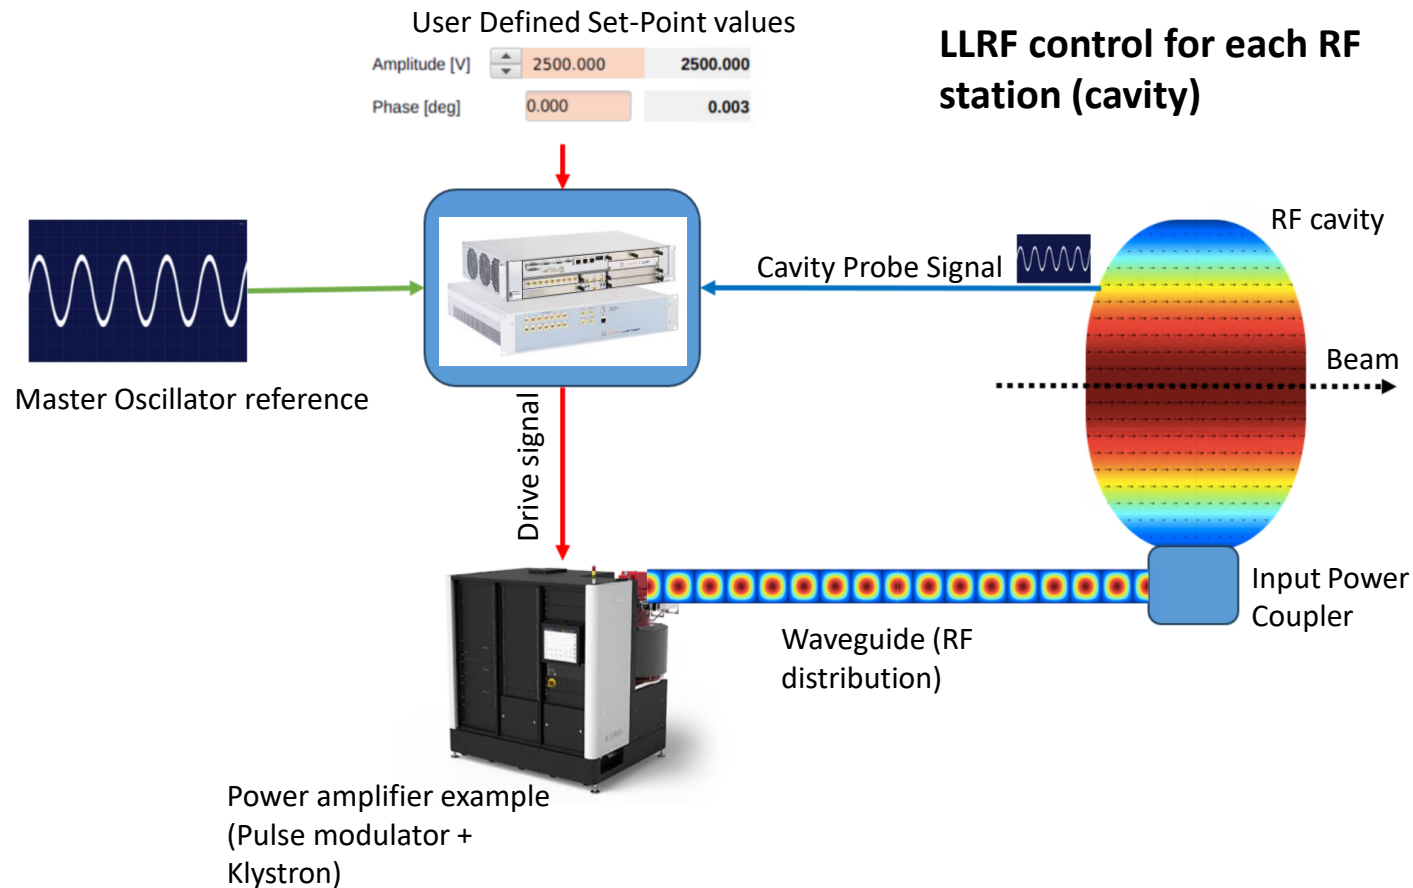 User Defined Set-Point values
LLRF control for each RF
station (cavity)
Amplitude [V] 2500.000 2500.000
Phase [deg] 0.000 0.003
RF cavity
Cavity Probe Signal
Beam
Master Oscillator reference
Drive signal
Input Power
Coupler
Waveguide (RF
distribution)
Power amplifier example
(Pulse modulator +
Klystron)